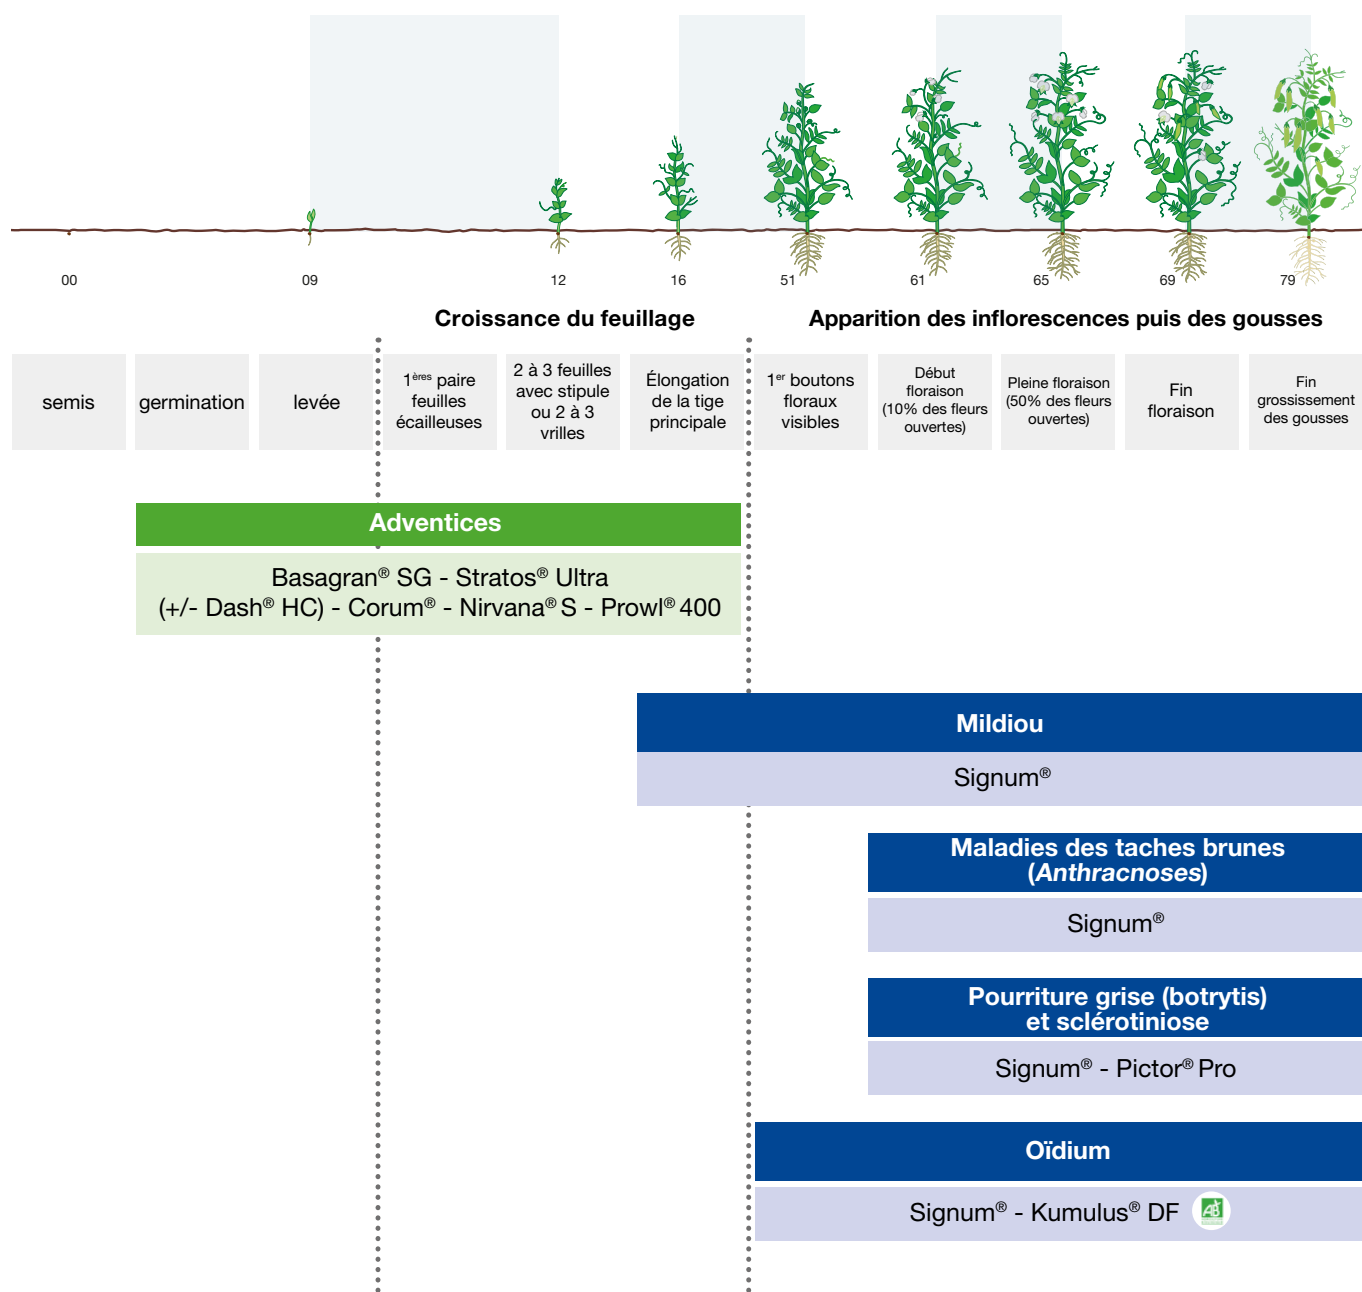 00 09 12 16 51 61 65 69 79
Croissance du feuillage
Apparition des inflorescences puis des gousses
semis
germination
levée
1ères paire
feuilles
écailleuses
2 à 3 feuilles
avec stipule
ou 2 à 3
vrilles
Élongation
de la tige
principale
1er boutons
floraux
visibles
Début
floraison
(10% des fleurs
ouvertes)
Pleine floraison
(50% des fleurs
ouvertes)
Fin
floraison
Fin
grossissement
des gousses
Adventices
Basagran® SG - Stratos® Ultra
(+/- Dash® HC) - Corum® - Nirvana® S - Prowl® 400
Mildiou
Signum®
Maladies des taches brunes
(Anthracnoses)
Signum®
Pourriture grise (botrytis)
et sclérotiniose
Signum® - Pictor® Pro
Oïdium
Signum® - Kumulus® DF AB